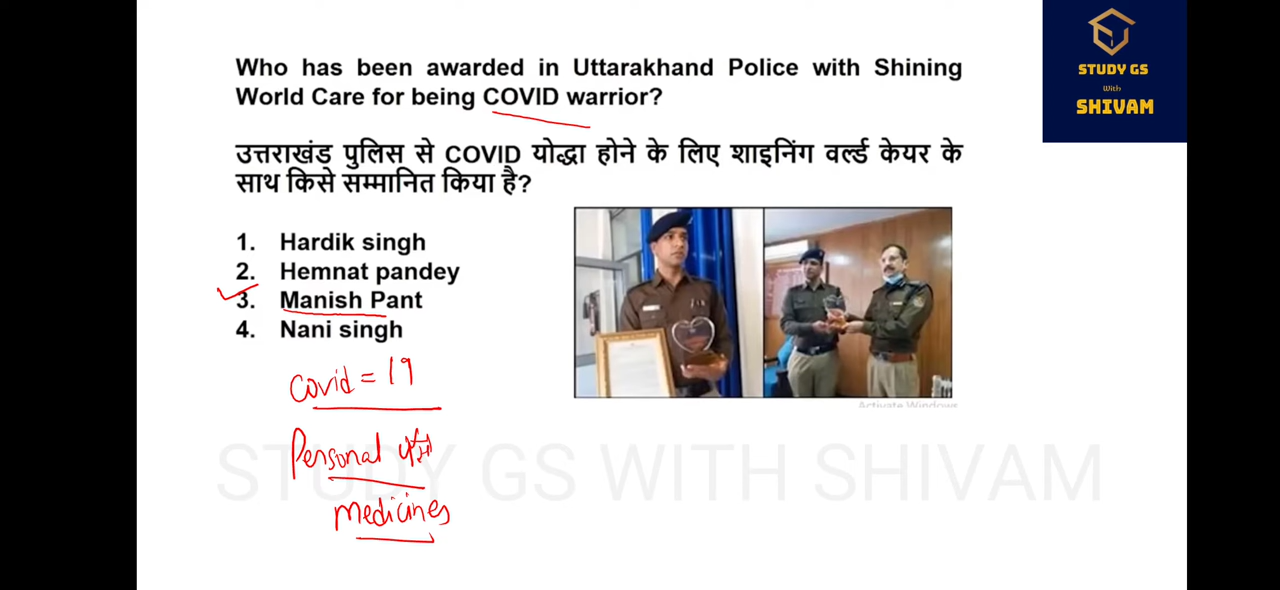 STUDY GS
With
SHIVAM
Who has been awarded in Uttarakhand Police with Shining
World Care for being COVID warrior?
उत्तराखंड पुलिस से COVID योद्धा होने के लिए शाइनिंग वर्ल्ड केयर के
साथ किसे सम्मानित किया है?
1. Hardik singh
2. Hemnat pandey
3. Manish Pant
4. Nani singh
Covid = 19
Personal
medicines
Activate Windows
STUDY GS WITH SHIVAM